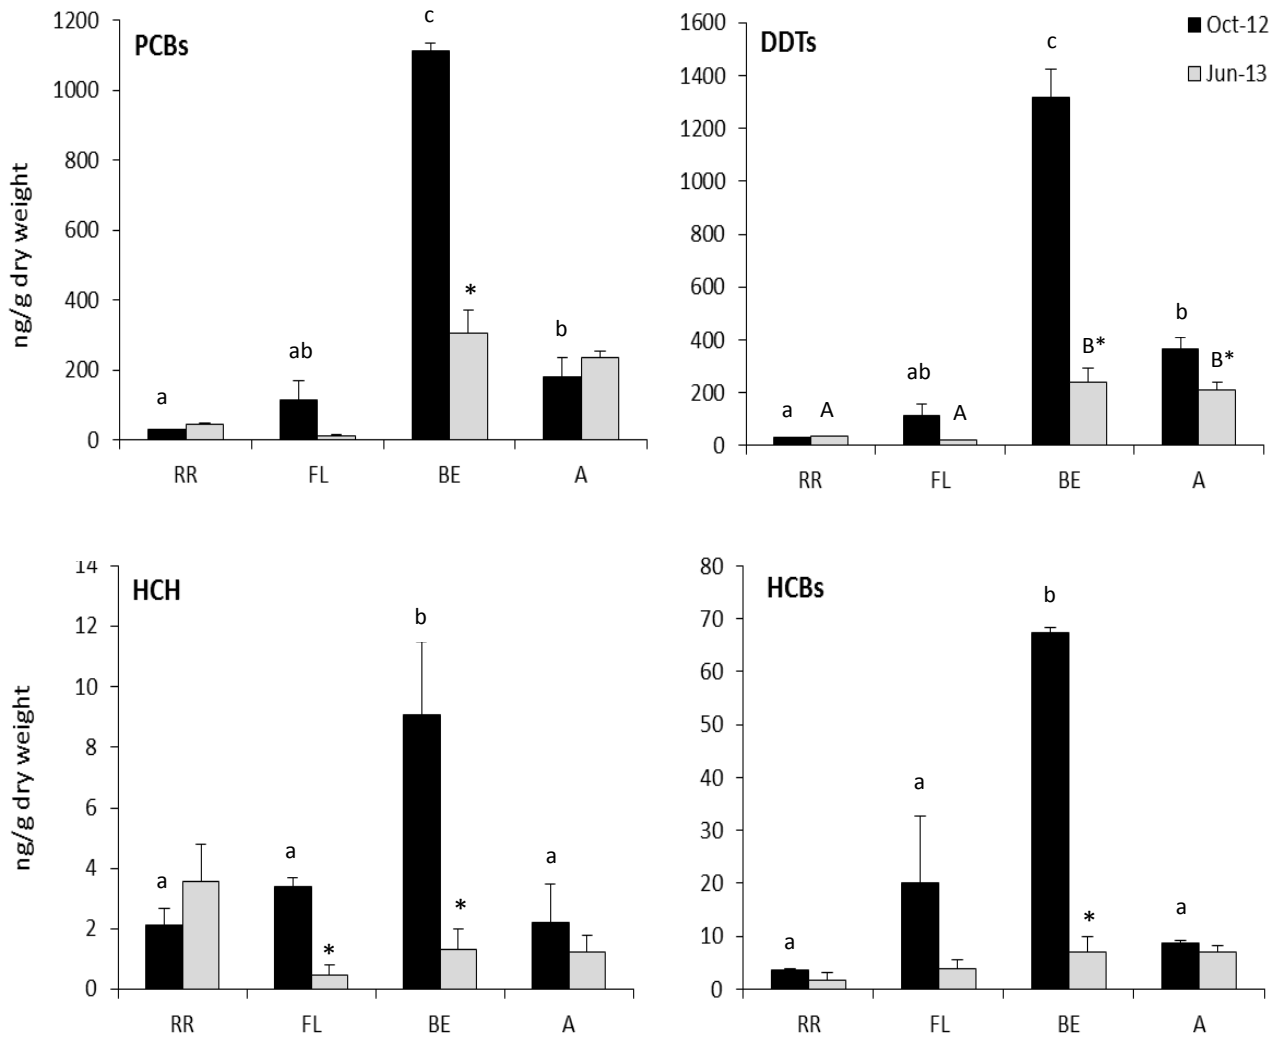 PCBs
ng/g dry weight
1200
1000
800
600
400
200
0
a
ab
c
*
b
RR FL BE A
DDTs
Oct-12
Jun-13
1600
1400
1200
1000
800
600
400
200
0
a A
ab A
c
B*
b
B*
RR FL BE A
HCH
ng/g dry weight
14
12
10
8
6
4
2
0
a
a
*
b
*
a
RR FL BE A
HCBs
80
70
60
50
40
30
20
10
0
a
a
b
*
a
RR FL BE A